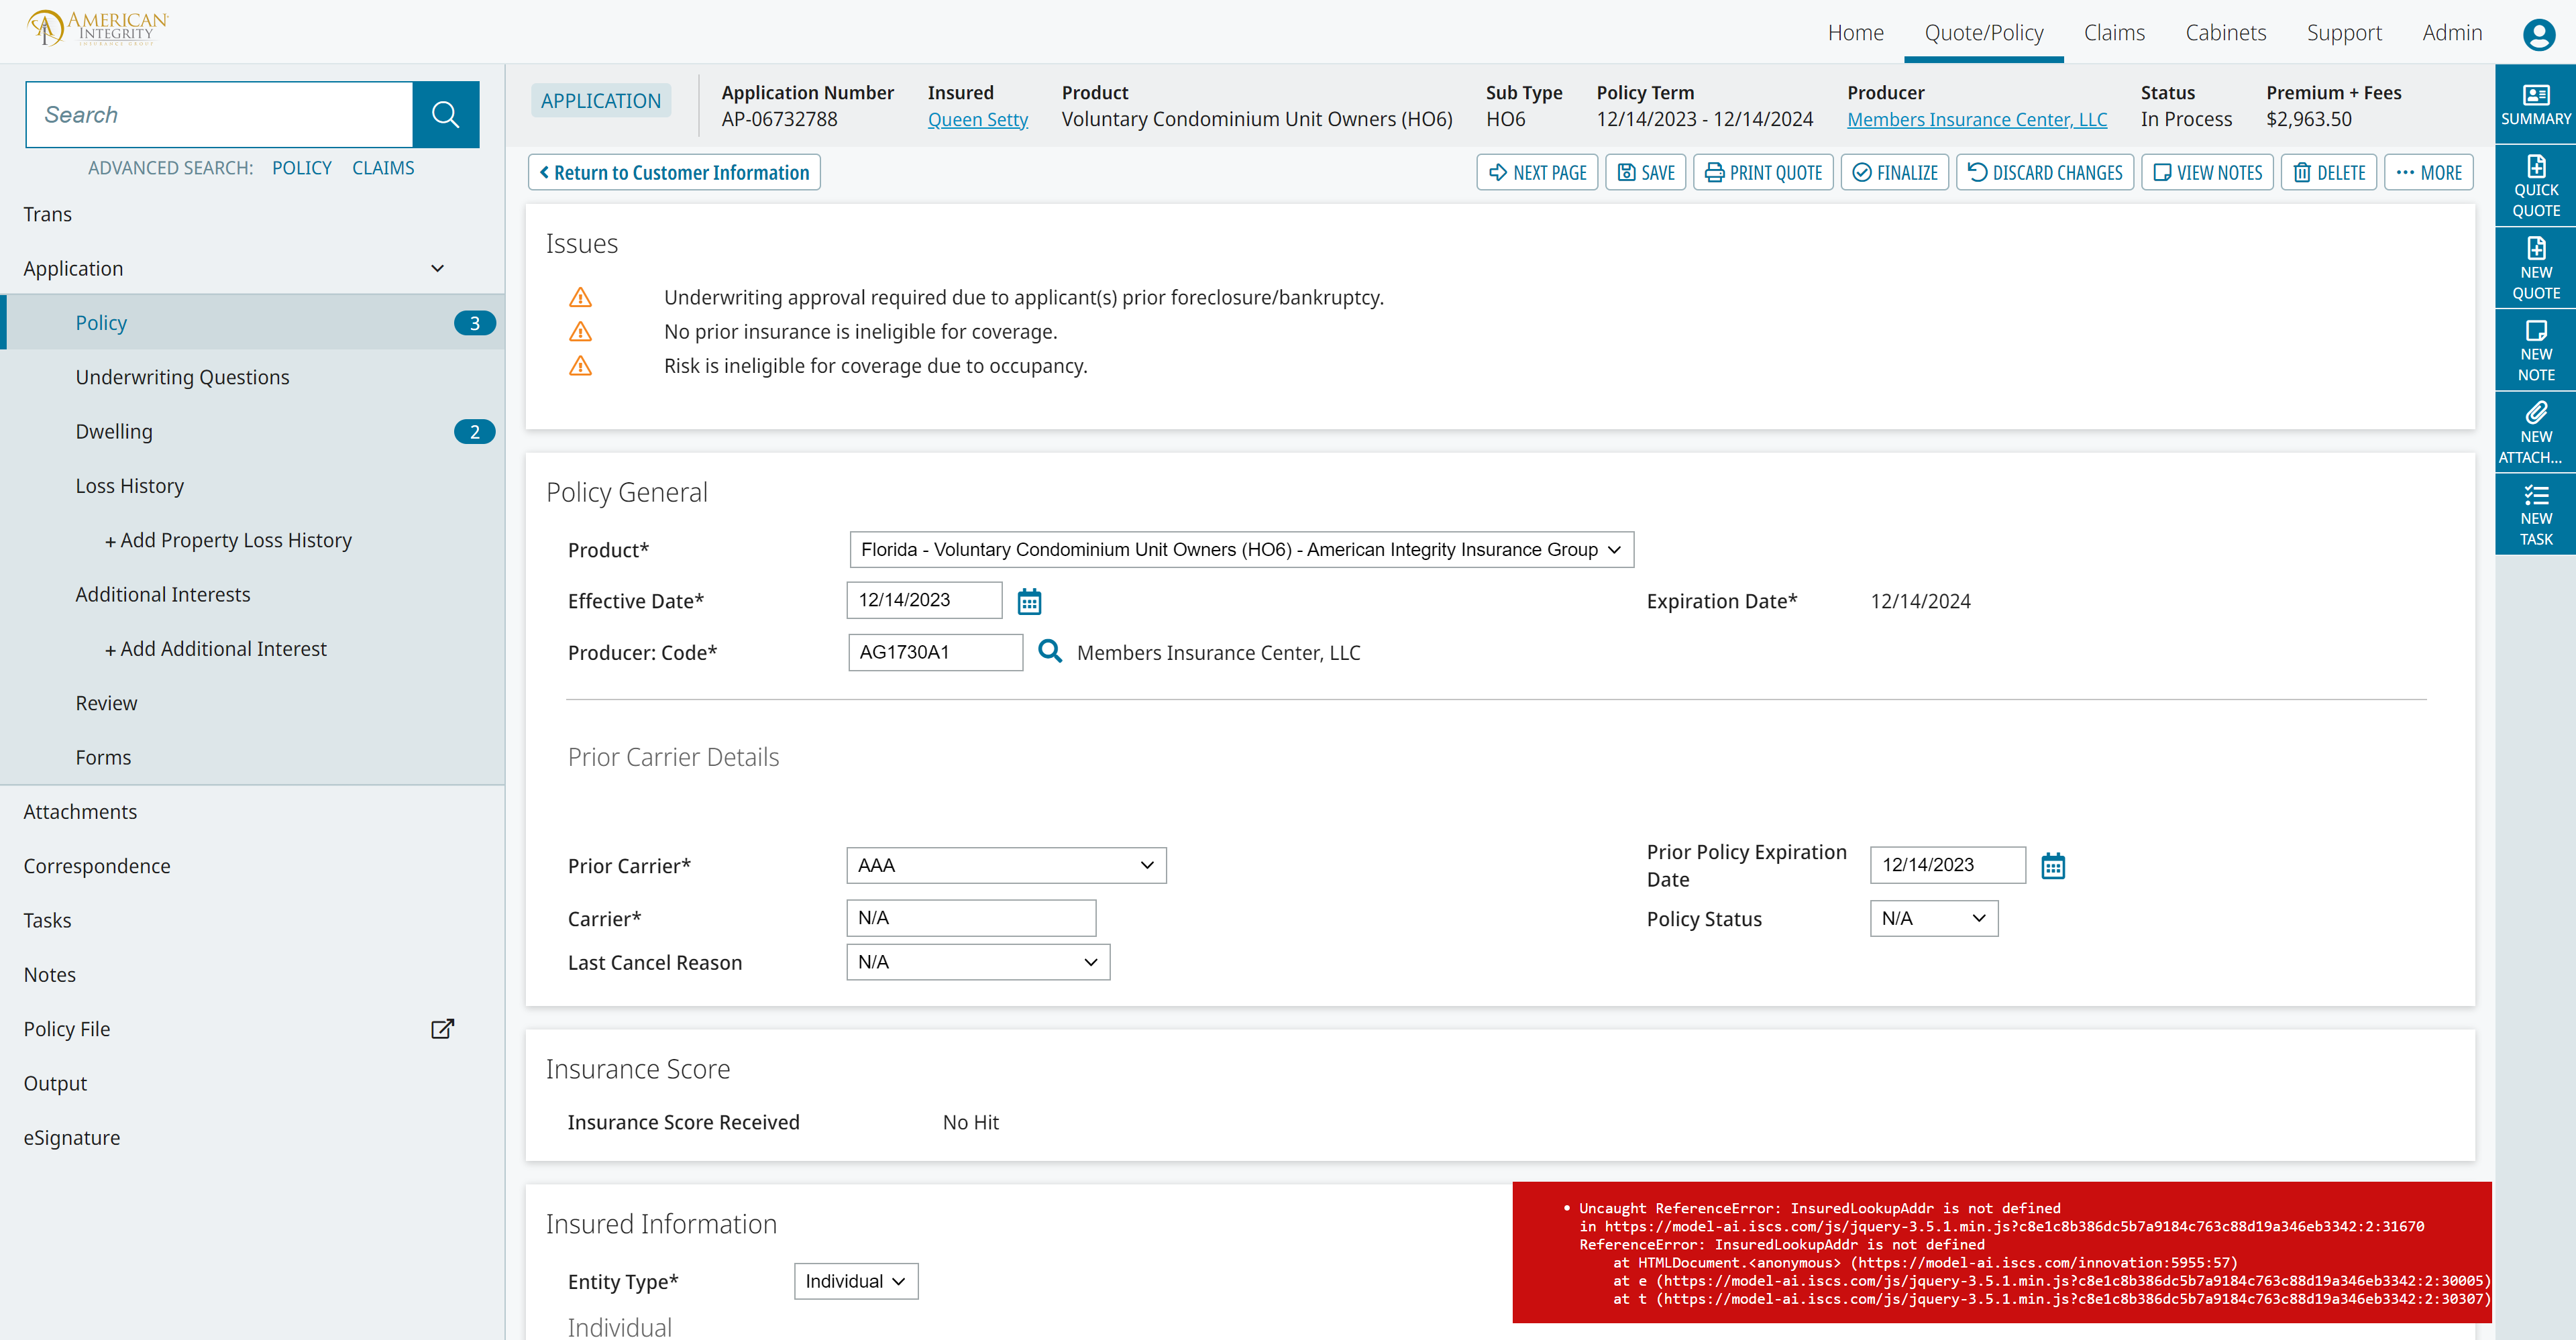 AMERICAN
INTEGRITY
INSURANCE GROUP
Home
Quote/Policy
Claims
Cabinets
Support
Admin
Search
ADVANCED SEARCH: POLICY CLAIMS
Trans
Application
Policy 3
Underwriting Questions
Dwelling 2
Loss History
+ Add Property Loss History
Additional Interests
+ Add Additional Interest
Review
Forms
Attachments
Correspondence
Tasks
Notes
Policy File
Output
eSignature
APPLICATION
Application Number
AP-06732788
Insured
Queen Setty
Product
Voluntary Condominium Unit Owners (HO6)
Sub Type
HO6
Policy Term
12/14/2023 - 12/14/2024
Producer
Members Insurance Center, LLC
Status
In Process
Premium + Fees
$2,963.50
Return to Customer Information
NEXT PAGE
SAVE
PRINT QUOTE
FINALIZE
DISCARD CHANGES
VIEW NOTES
DELETE
MORE
Issues
Underwriting approval required due to applicant(s) prior foreclosure/bankruptcy.
No prior insurance is ineligible for coverage.
Risk is ineligible for coverage due to occupancy.
Policy General
Product* Florida - Voluntary Condominium Unit Owners (HO6) - American Integrity Insurance Group
Effective Date* 12/14/2023
Expiration Date* 12/14/2024
Producer: Code* AG1730A1 Members Insurance Center, LLC
Prior Carrier Details
Prior Carrier* AAA
Prior Policy Expiration
Date
12/14/2023
Carrier* N/A
Policy Status N/A
Last Cancel Reason N/A
Insurance Score
Insurance Score Received No Hit
Insured Information
Entity Type* Individual
Individual
• Uncaught ReferenceError: InsuredLookupAddr is not defined
in https://model-ai.iscs.com/js/jquery-3.5.1.min.js?c8e1c8b386dc5b7a9184c763c88d19a346eb3342:2:31670
ReferenceError: InsuredLookupAddr is not defined
at HTMLDocument.<anonymous> (https://model-ai.iscs.com/innovation:5955:57)
at e (https://model-ai.iscs.com/js/jquery-3.5.1.min.js?c8e1c8b386dc5b7a9184c763c88d19a346eb3342:2:30005)
at t (https://model-ai.iscs.com/js/jquery-3.5.1.min.js?c8e1c8b386dc5b7a9184c763c88d19a346eb3342:2:30307)
SUMMARY
QUICK
QUOTE
NEW
QUOTE
NEW
NOTE
NEW
ATTACH...
NEW
TASK